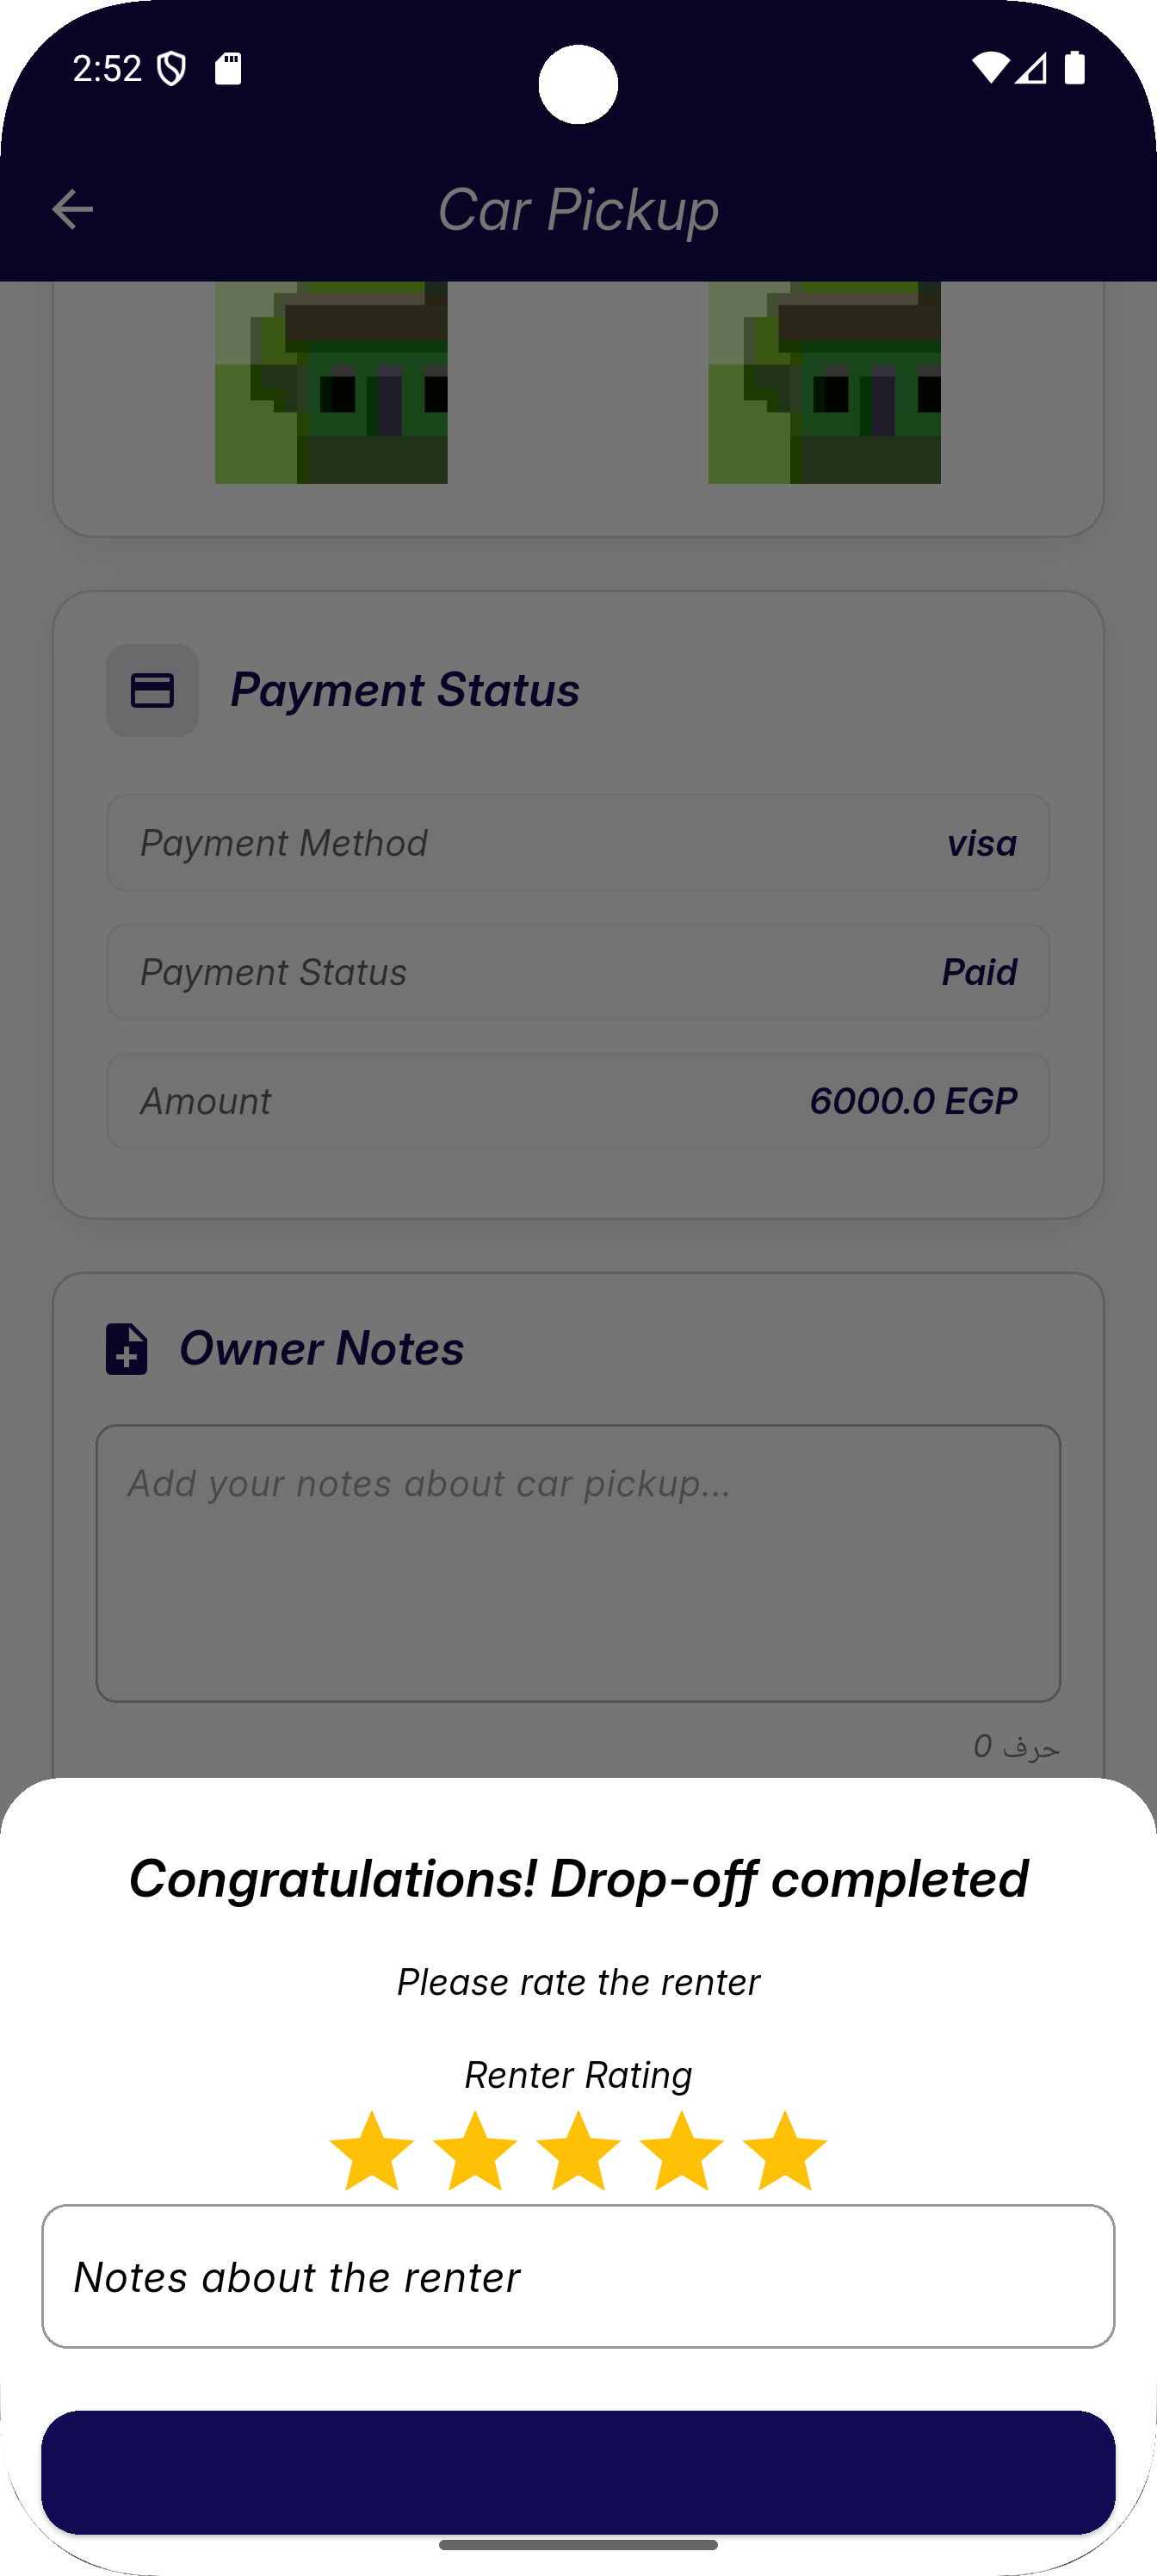 2:52
Car Pickup
Payment Status
Payment Method visa
Payment Status Paid
Amount 6000.0 EGP
Owner Notes
Add your notes about car pickup...
0 حرف
Congratulations! Drop-off completed
Please rate the renter
Renter Rating
Notes about the renter